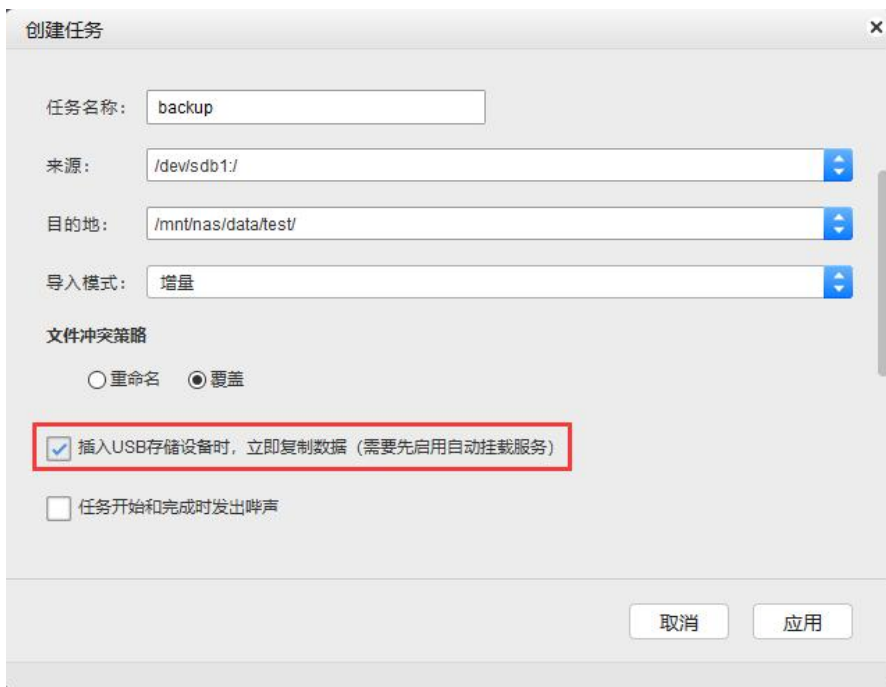 创建任务
任务名称： backup
来源： /dev/sdb1:/
目的地： /mnt/nas/data/test/
导入模式： 增量
文件冲突策略
重命名 覆盖
插入USB存储设备时，立即复制数据（需要先启用自动挂载服务）
任务开始和完成时发出哔声
取消 应用